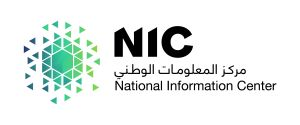 NIC
مركز المعلومات الوطني
National Information Center